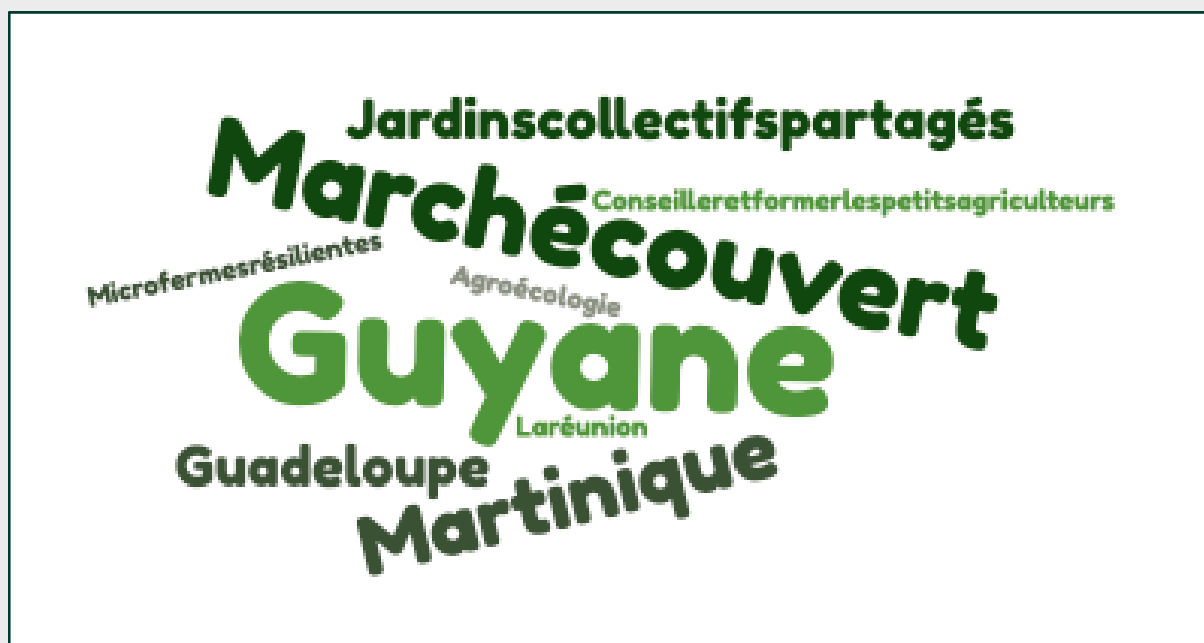 Jardinscollectifspartagés
Marchécouvert
Conseilleretformerlespetitsagriculteurs
Microfermesrésilientes
Agroécologie
Guyane
Laréunion
Guadeloupe
Martinique